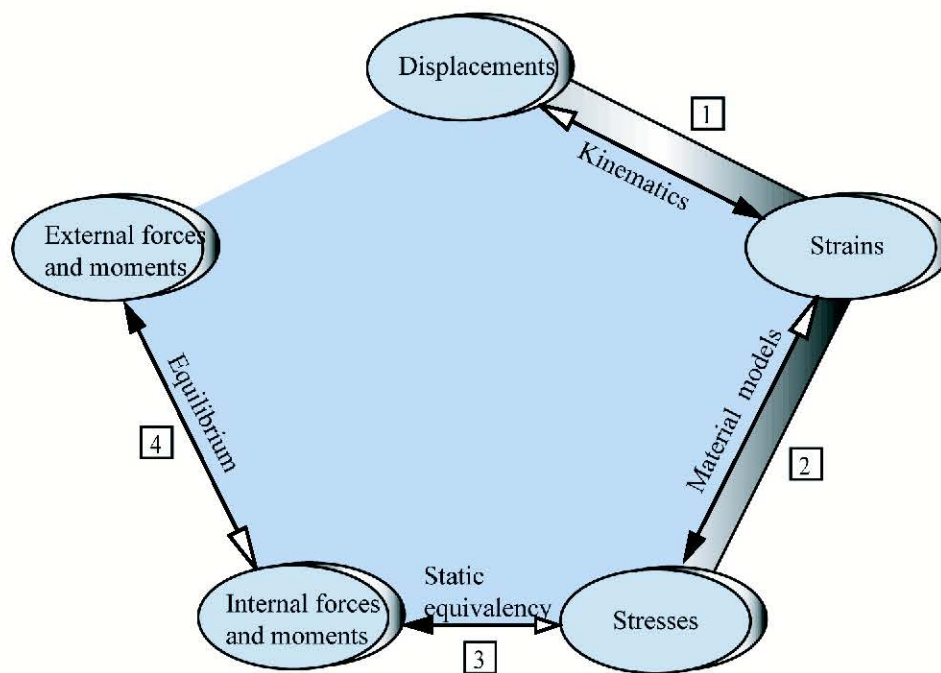 Displacements
1
Kinematics
External forces
and moments
Strains
Equilibrium
4
Material models
2
Static
equivalency
Internal forces
and moments
3
Stresses